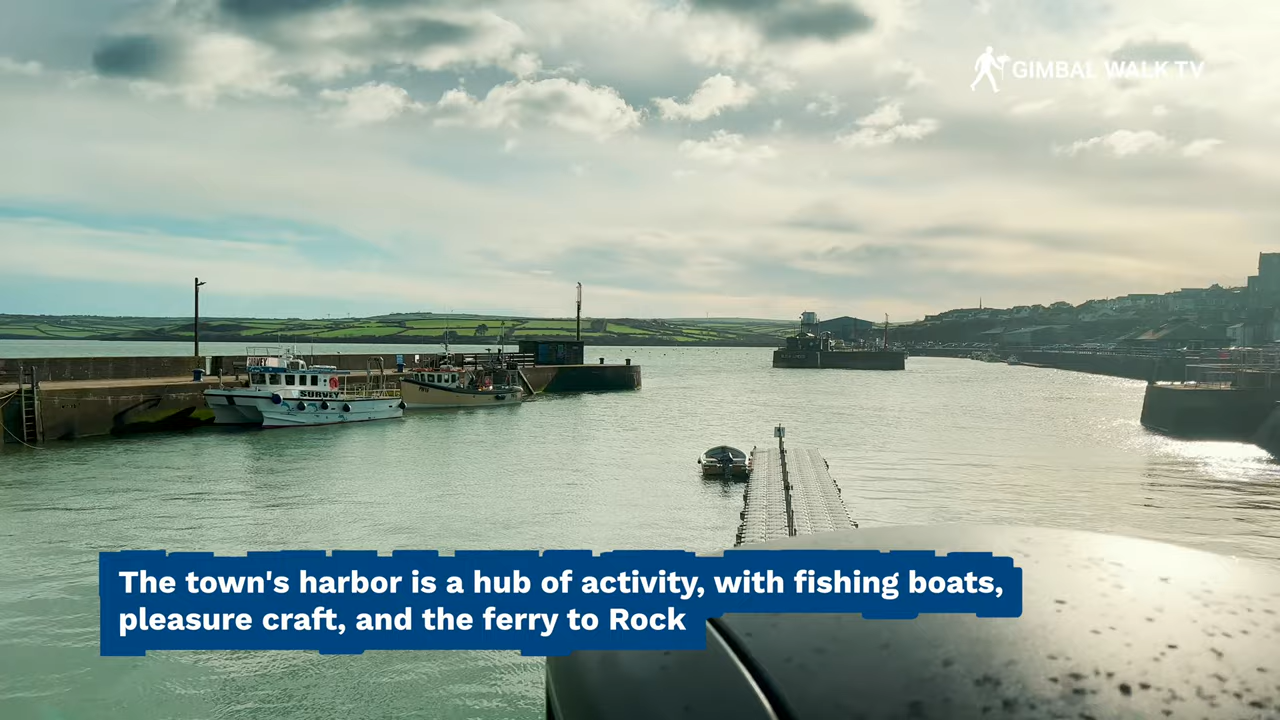 GIMBAL WALK TV
SURVEY
The town's harbor is a hub of activity, with fishing boats,
pleasure craft, and the ferry to Rock